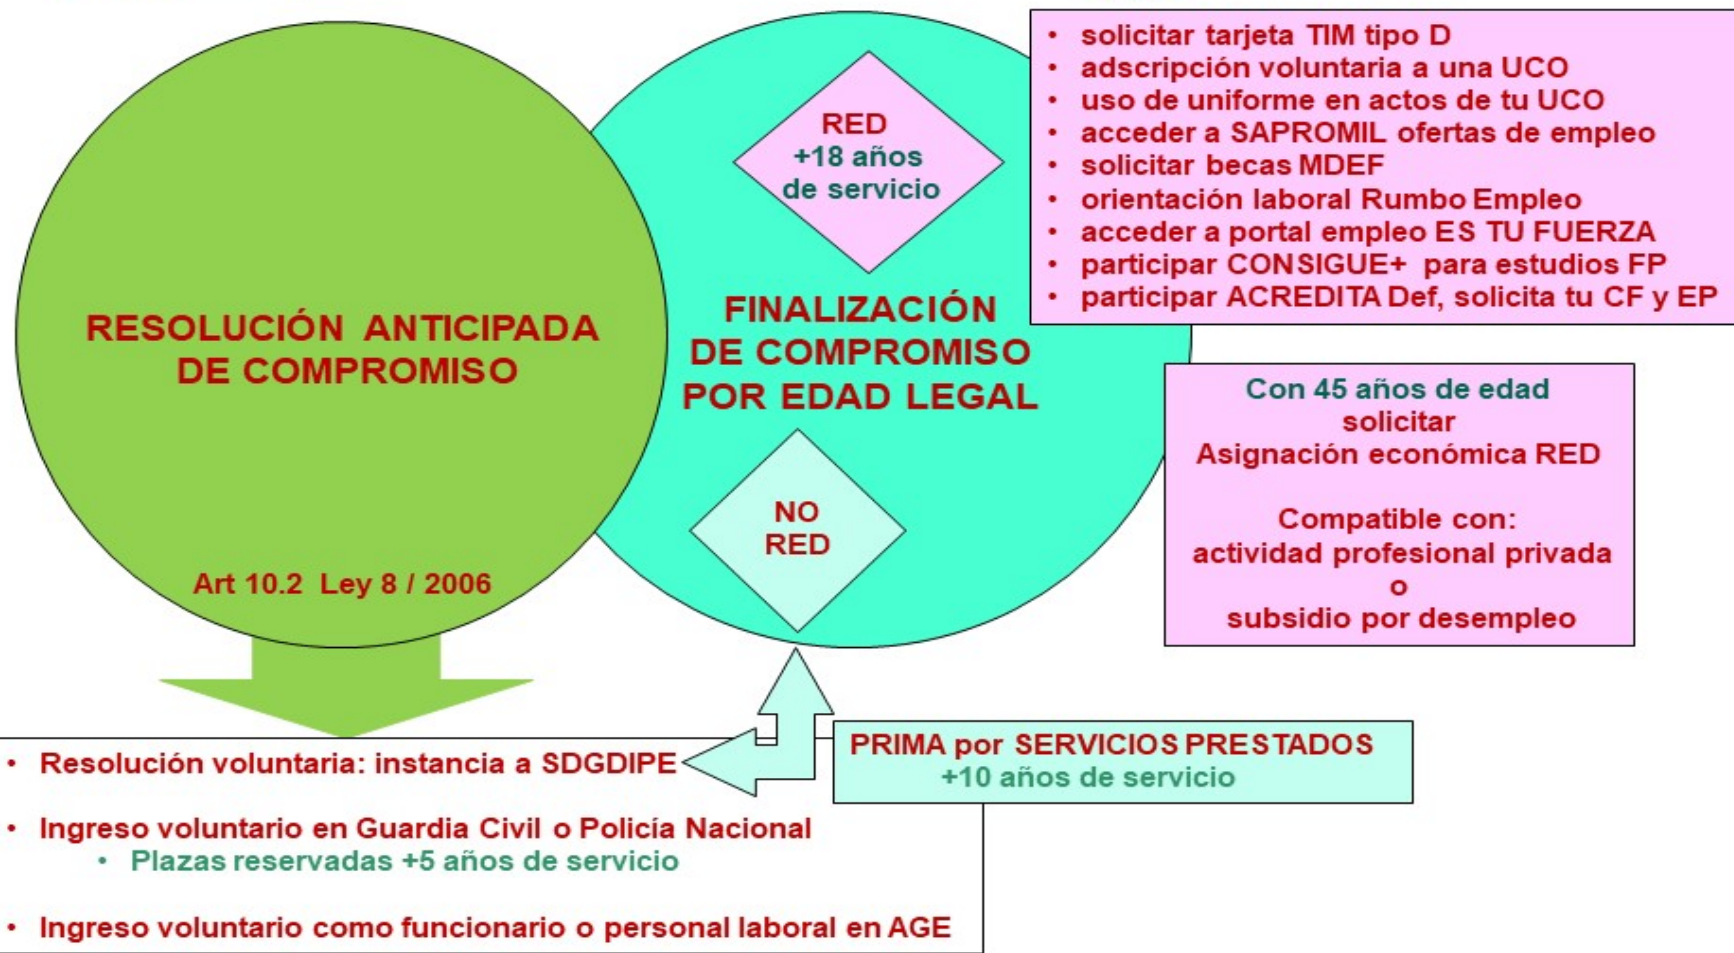 RESOLUCIÓN ANTICIPADA
DE COMPROMISO
Art 10.2 Ley 8 / 2006
RED
+18 años
de servicio
FINALIZACIÓN
DE COMPROMISO
POR EDAD LEGAL
NO
RED
• solicitar tarjeta TIM tipo D
• adscripción voluntaria a una UCO
• uso de uniforme en actos de tu UCO
• acceder a SAPROMIL ofertas de empleo
• solicitar becas MDEF
• orientación laboral Rumbo Empleo
• acceder a portal empleo ES TU FUERZA
• participar CONSIGUE+ para estudios FP
• participar ACREDITA Def, solicita tu CF y EP
Con 45 años de edad
solicitar
Asignación económica RED
Compatible con:
actividad profesional privada
o
subsidio por desempleo
• Resolución voluntaria: instancia a SDGDIPE
• Ingreso voluntario en Guardia Civil o Policía Nacional
• Plazas reservadas +5 años de servicio
• Ingreso voluntario como funcionario o personal laboral en AGE
PRIMA por SERVICIOS PRESTADOS
+10 años de servicio